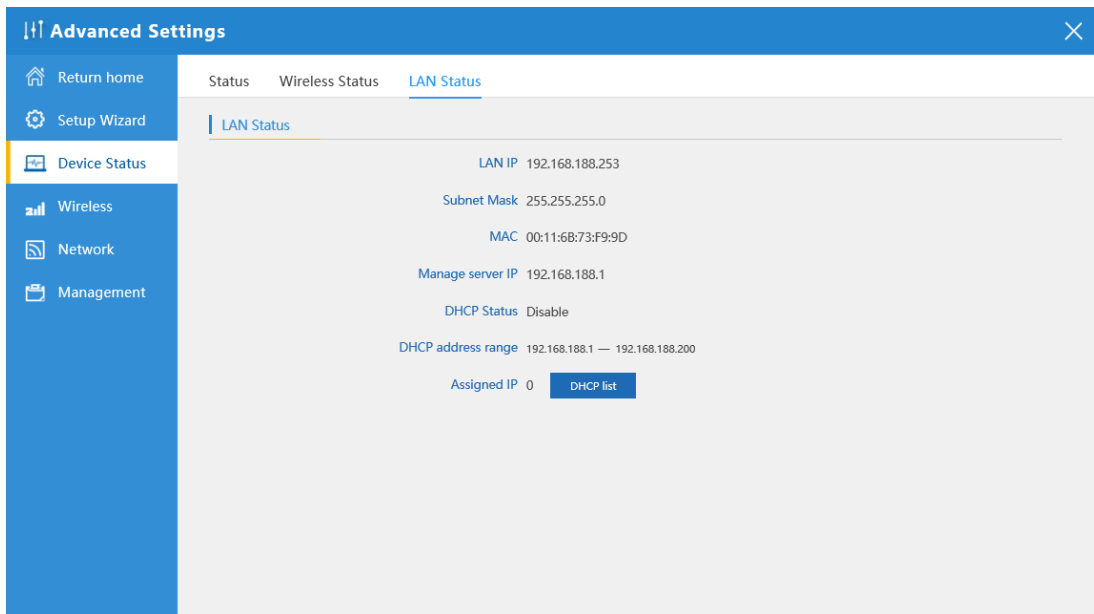 Advanced Settings
Return home
Setup Wizard
Device Status
Wireless
Network
Management
Status Wireless Status LAN Status
LAN Status
LAN IP 192.168.188.253
Subnet Mask 255.255.255.0
MAC 00:11:6B:73:F9:9D
Manage server IP 192.168.188.1
DHCP Status Disable
DHCP address range 192.168.188.1 — 192.168.188.200
Assigned IP 0 DHCP list